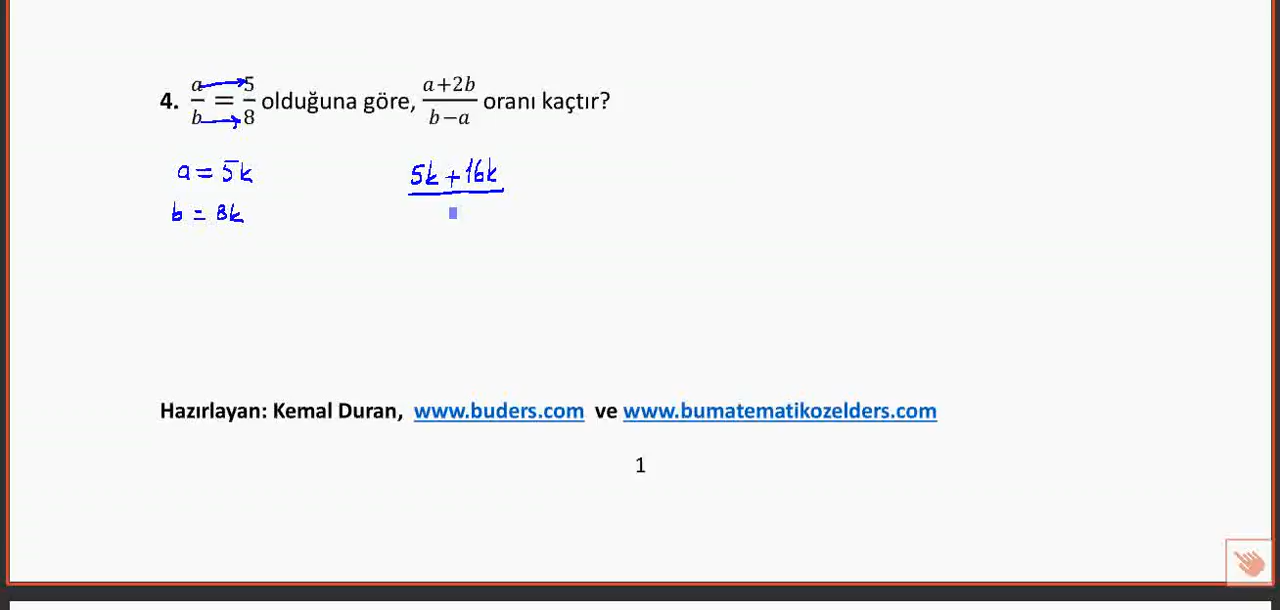 4. a/b = 5/8 olduğuna göre, a+2b/b−a oranı kaçtır?
a = 5k 5k + 16k
b = 8k
Hazırlayan: Kemal Duran, www.buders.com ve www.bumatematikozelders.com
1